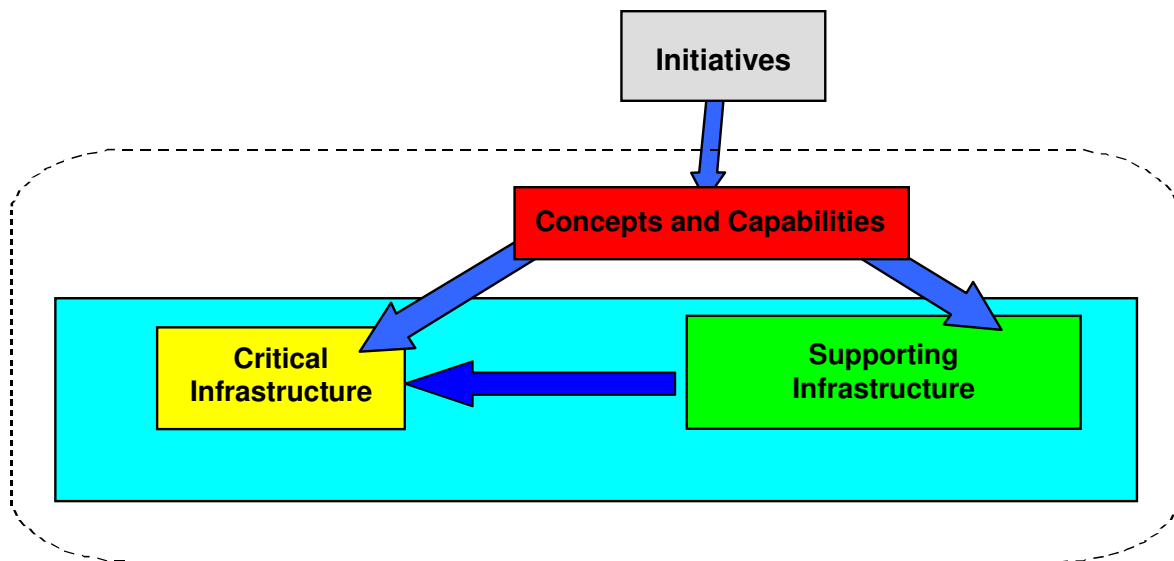 Initiatives
Concepts and Capabilities
Critical
Infrastructure
Supporting
Infrastructure